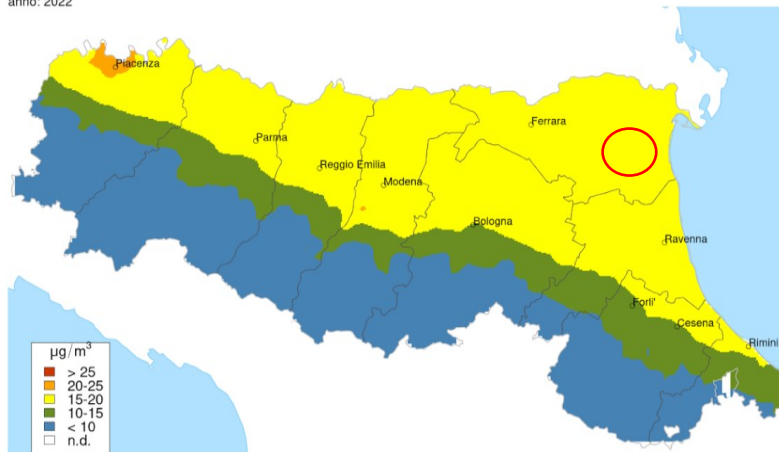 anno: 2022
Piacenza
Parma
Ferrara
Reggio Emilia
Modena
Bologna
Ravenna
Forli'
Cesena
Rimini
µg/m³
> 25
20-25
15-20
10-15
< 10
n.d.